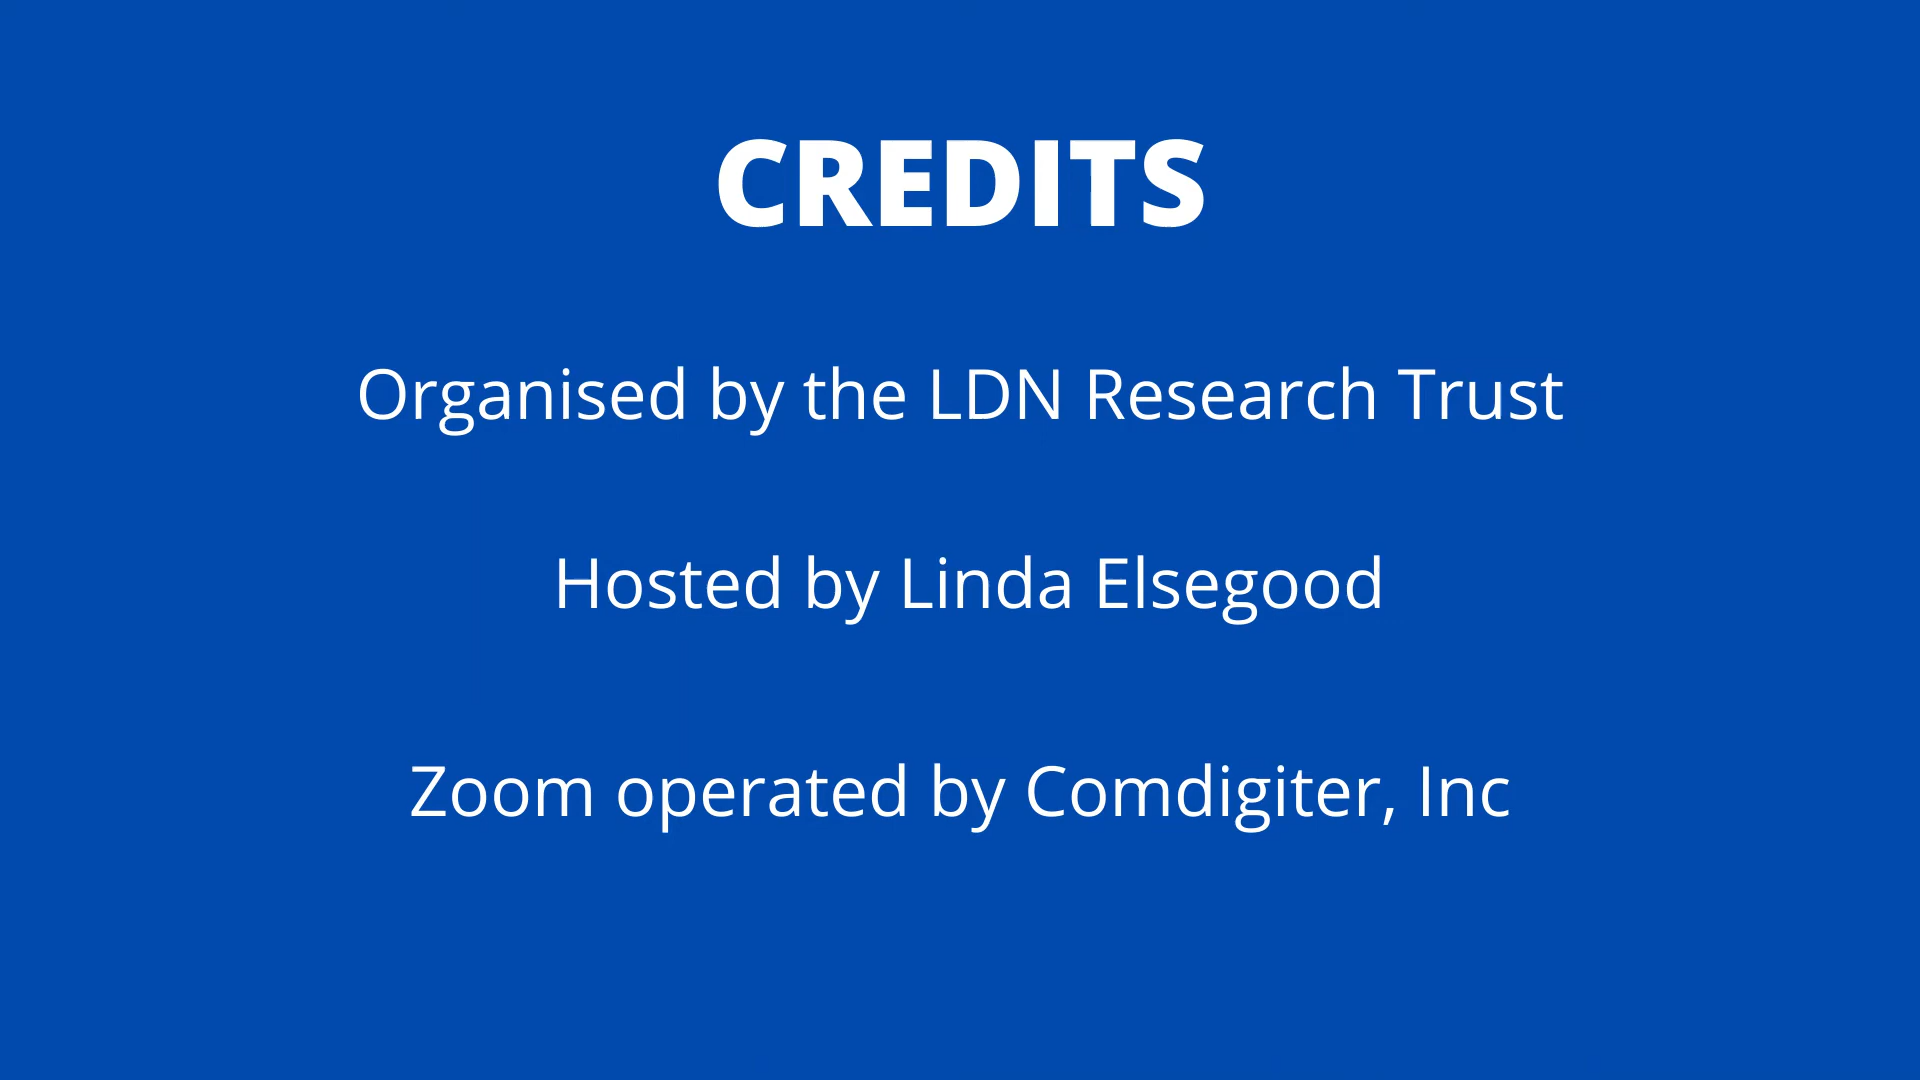 CREDITS
Organised by the LDN Research Trust
Hosted by Linda Elsegood
Zoom operated by Comdigiter, Inc